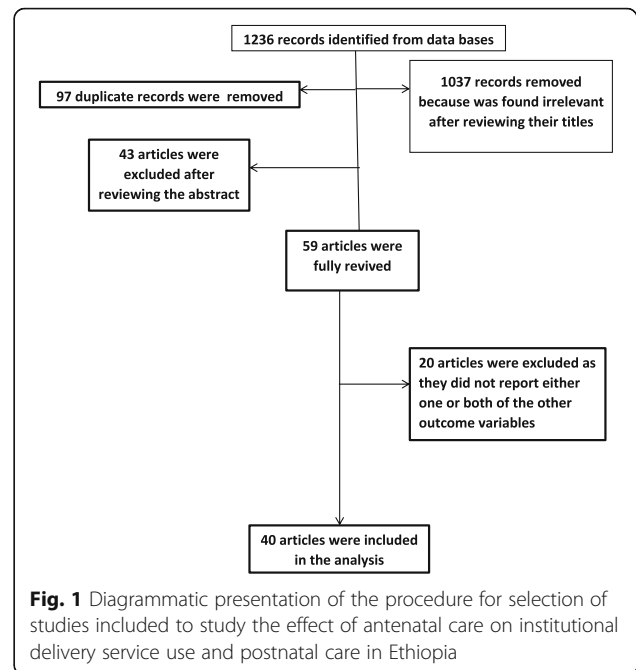 1236 records identified from data bases
97 duplicate records were removed
1037 records removed
because was found irrelevant
after reviewing their titles
43 articles were
excluded after
reviewing the abstract
59 articles were
fully revived
20 articles were excluded as
they did not report either
one or both of the other
outcome variables
40 articles were included
in the analysis
Fig. 1 Diagrammatic presentation of the procedure for selection of
studies included to study the effect of antenatal care on institutional
delivery service use and postnatal care in Ethiopia